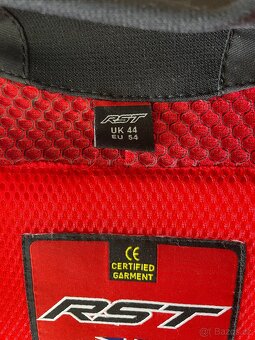 RST
UK 44
EU 54
CE
CERTIFIED
GARMENT
RST